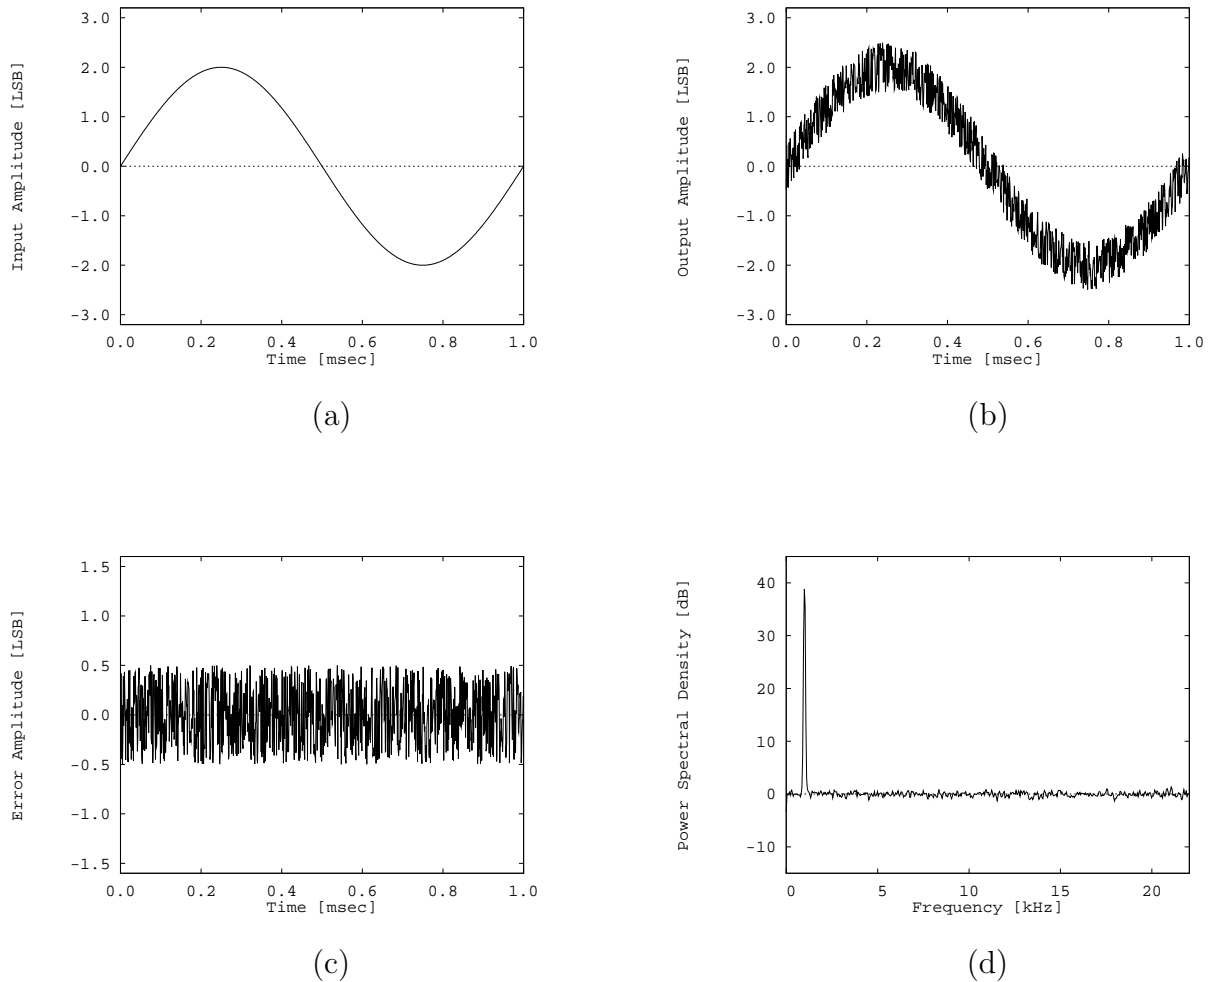 Input Amplitude [LSB]
3.0
2.0
1.0
0.0
-1.0
-2.0
-3.0
0.0 0.2 0.4 0.6 0.8 1.0
Time [msec]
(a)
Output Amplitude [LSB]
3.0
2.0
1.0
0.0
-1.0
-2.0
-3.0
0.0 0.2 0.4 0.6 0.8 1.0
Time [msec]
(b)
Error Amplitude [LSB]
1.5
1.0
0.5
0.0
-0.5
-1.0
-1.5
0.0 0.2 0.4 0.6 0.8 1.0
Time [msec]
(c)
Power Spectral Density [dB]
40
30
20
10
0
-10
0 5 10 15 20
Frequency [kHz]
(d)